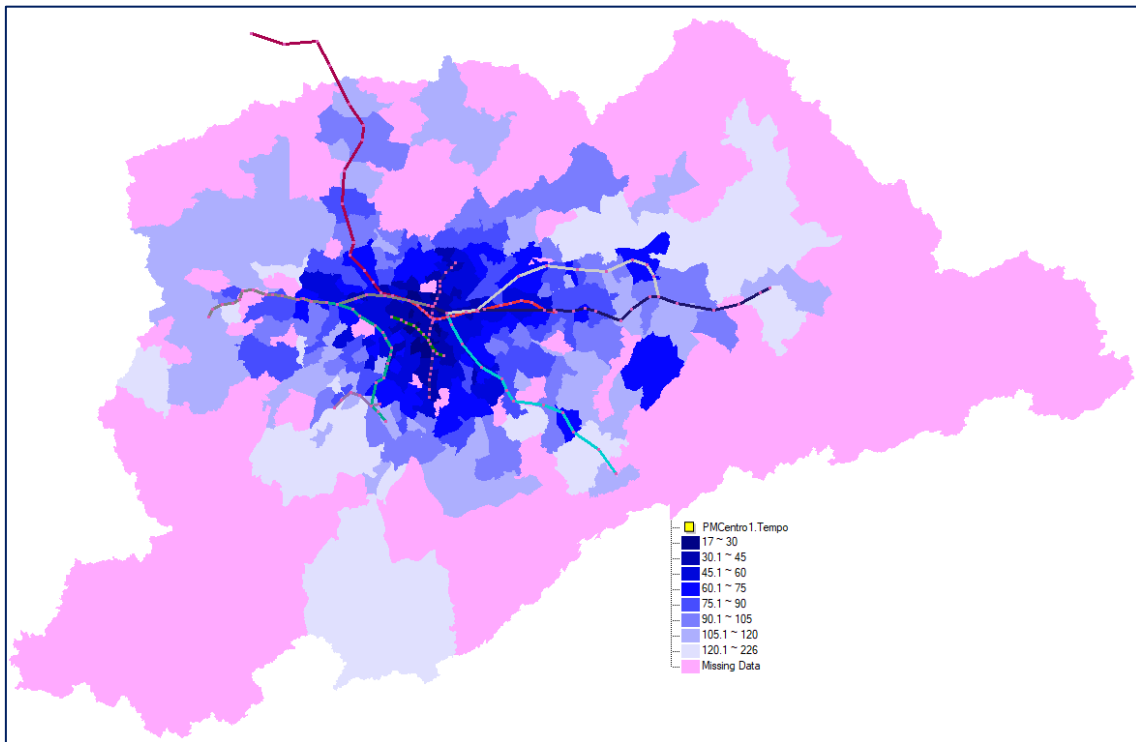 PMCentro1.Tempo
17 ~ 30
30.1 ~ 45
45.1 ~ 60
60.1 ~ 75
75.1 ~ 90
90.1 ~ 105
105.1 ~ 120
120.1 ~ 226
Missing Data